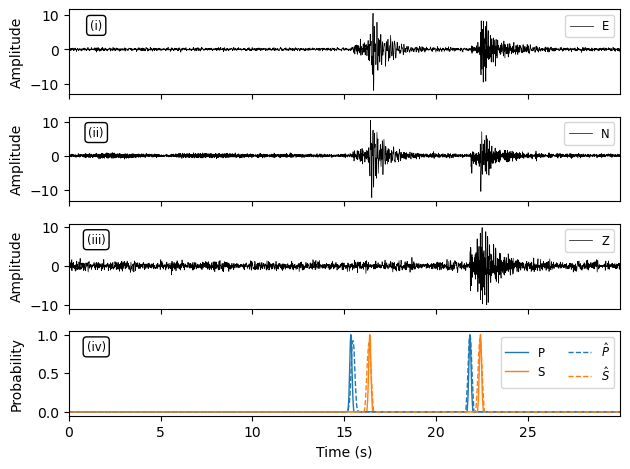 Amplitude
10
0
−10
(i)
E
Amplitude
10
0
−10
(ii)
N
Amplitude
10
0
−10
(iii)
Z
Probability
1.0
0.5
0.0
(iv)
P
S
P̂
Ŝ
0 5 10 15 20 25
Time (s)